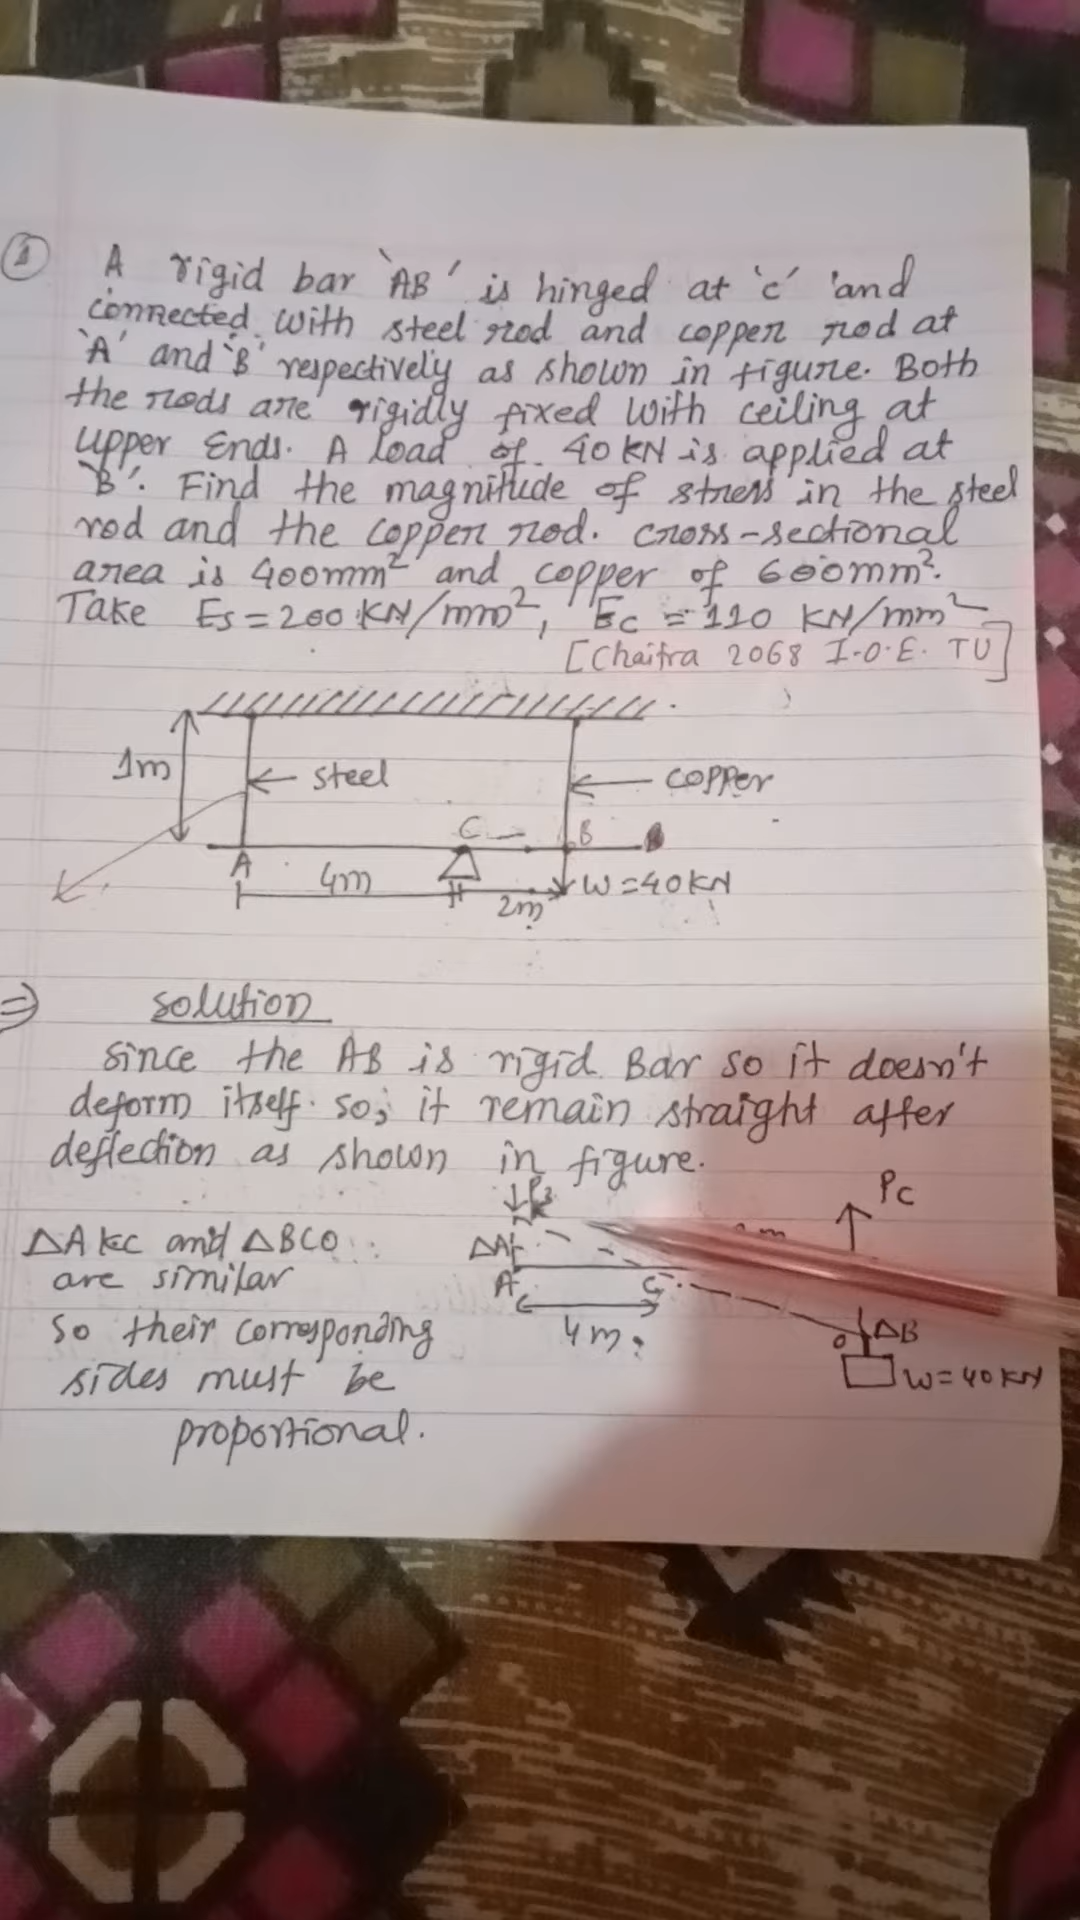 1
A rigid bar `AB' is hinged at 'c' 'and
connected with steel rod and copper rod at
`A' and `B' respectively as shown in figure. Both
the rods are rigidly fixed with ceiling at
upper Ends. A load of 40 KN is applied at
`B'. Find the magnitude of stress in the steel
rod and the copper rod. cross-sectional
area is 400mm² and copper of 600mm².
Take Es = 200 KN/mm², Ec = 110 KN/mm²
[Chaitra 2068 I.O.E. TU]
1m
steel
copper
C
B
A
4m
2m
W = 40KN
=> solution
since the AB is rigid Bar so it doesn't
deform itself. so, it remain straight after
deflection as shown in figure.
Pc
ΔAKC and ΔBCO
are similar
so their corresponding
sides must be
proportional.
ΔA
A
C
m
4m
O
ΔB
W = 40 KN